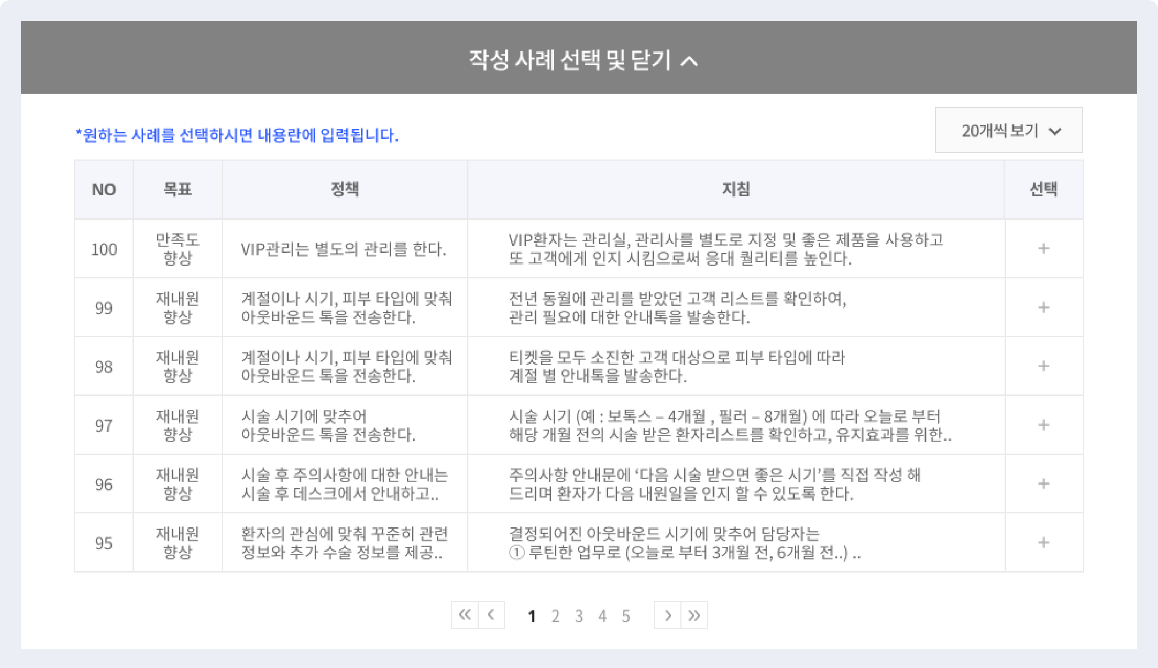 작성 사례 선택 및 닫기
*원하는 사례를 선택하시면 내용란에 입력됩니다.
20개씩 보기
NO 목표 정책 지침 선택
100
만족도
향상
VIP관리는 별도의 관리를 한다.
VIP환자는 관리실, 관리사를 별도로 지정 및 좋은 제품을 사용하고
또 고객에게 인지 시킴으로써 응대 퀄리티를 높인다.
+
99
재내원
향상
계절이나 시기, 피부 타입에 맞춰
아웃바운드 톡을 전송한다.
전년 동월에 관리를 받았던 고객 리스트를 확인하여,
관리 필요에 대한 안내톡을 발송한다.
+
98
재내원
향상
계절이나 시기, 피부 타입에 맞춰
아웃바운드 톡을 전송한다.
티켓을 모두 소진한 고객 대상으로 피부 타입에 따라
계절 별 안내톡을 발송한다.
+
97
재내원
향상
시술 시기에 맞추어
아웃바운드 톡을 전송한다.
시술 시기 (예 : 보톡스 – 4개월 , 필러 – 8개월) 에 따라 오늘로 부터
해당 개월 전의 시술 받은 환자리스트를 확인하고, 유지효과를 위한..
+
96
재내원
향상
시술 후 주의사항에 대한 안내는
시술 후 데스크에서 안내하고..
주의사항 안내문에 ‘다음 시술 받으면 좋은 시기’를 직접 작성 해
드리며 환자가 다음 내원일을 인지 할 수 있도록 한다.
+
95
재내원
향상
환자의 관심에 맞춰 꾸준히 관련
정보와 추가 수술 정보를 제공..
결정되어진 아웃바운드 시기에 맞추어 담당자는
① 루틴한 업무로 (오늘로 부터 3개월 전, 6개월 전..) ..
+
« ‹ 1 2 3 4 5 › »